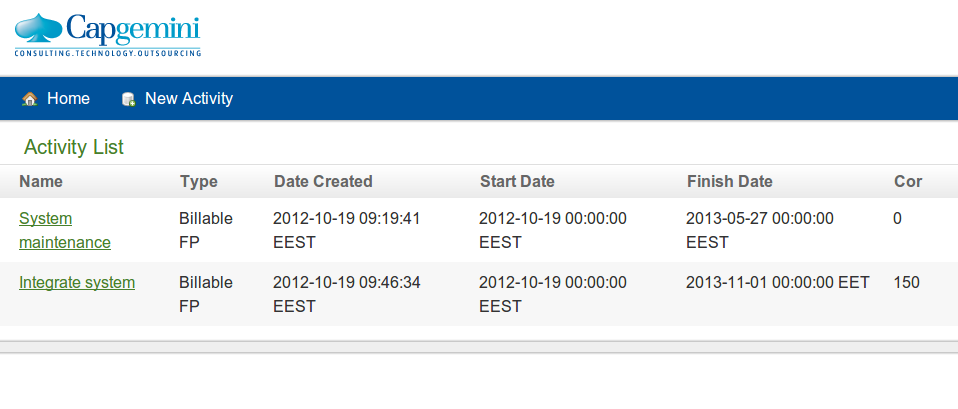 Capgemini
CONSULTING.TECHNOLOGY.OUTSOURCING
Home New Activity
Activity List
Name Type Date Created Start Date Finish Date Cor
System Billable 2012-10-19 09:19:41 2012-10-19 00:00:00 2013-05-27 00:00:00 0
maintenance FP EEST EEST EEST
Integrate system Billable 2012-10-19 09:46:34 2012-10-19 00:00:00 2013-11-01 00:00:00 EET 150
FP EEST EEST